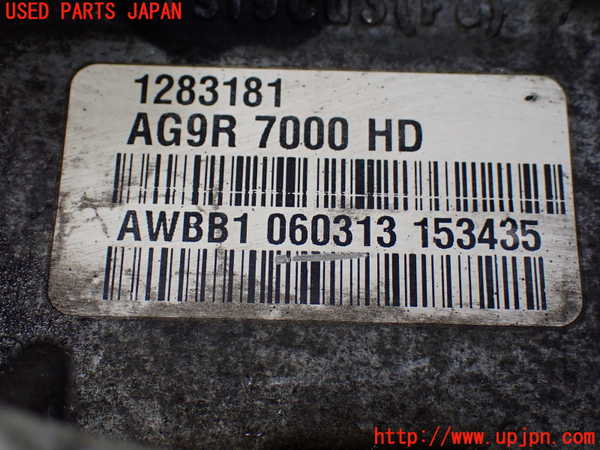 USED PARTS JAPAN
1283181
AG9R 7000 HD
AWBB1 060313 153435
http://www.upjpn.com/